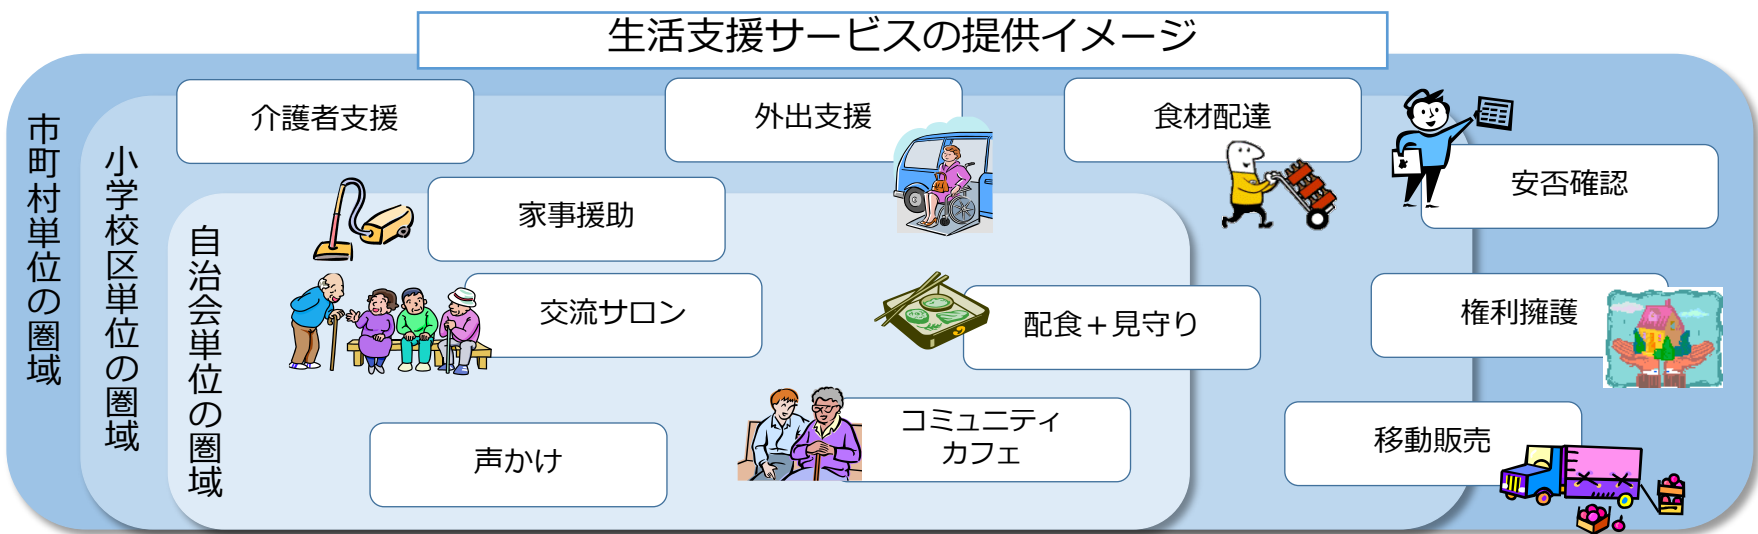 生活支援サービスの提供イメージ
市町村単位の圏域
小学校区単位の圏域
自治会単位の圏域
介護者支援
外出支援
食材配達
安否確認
家事援助
交流サロン
配食＋見守り
権利擁護
声かけ
コミュニティ
カフェ
移動販売